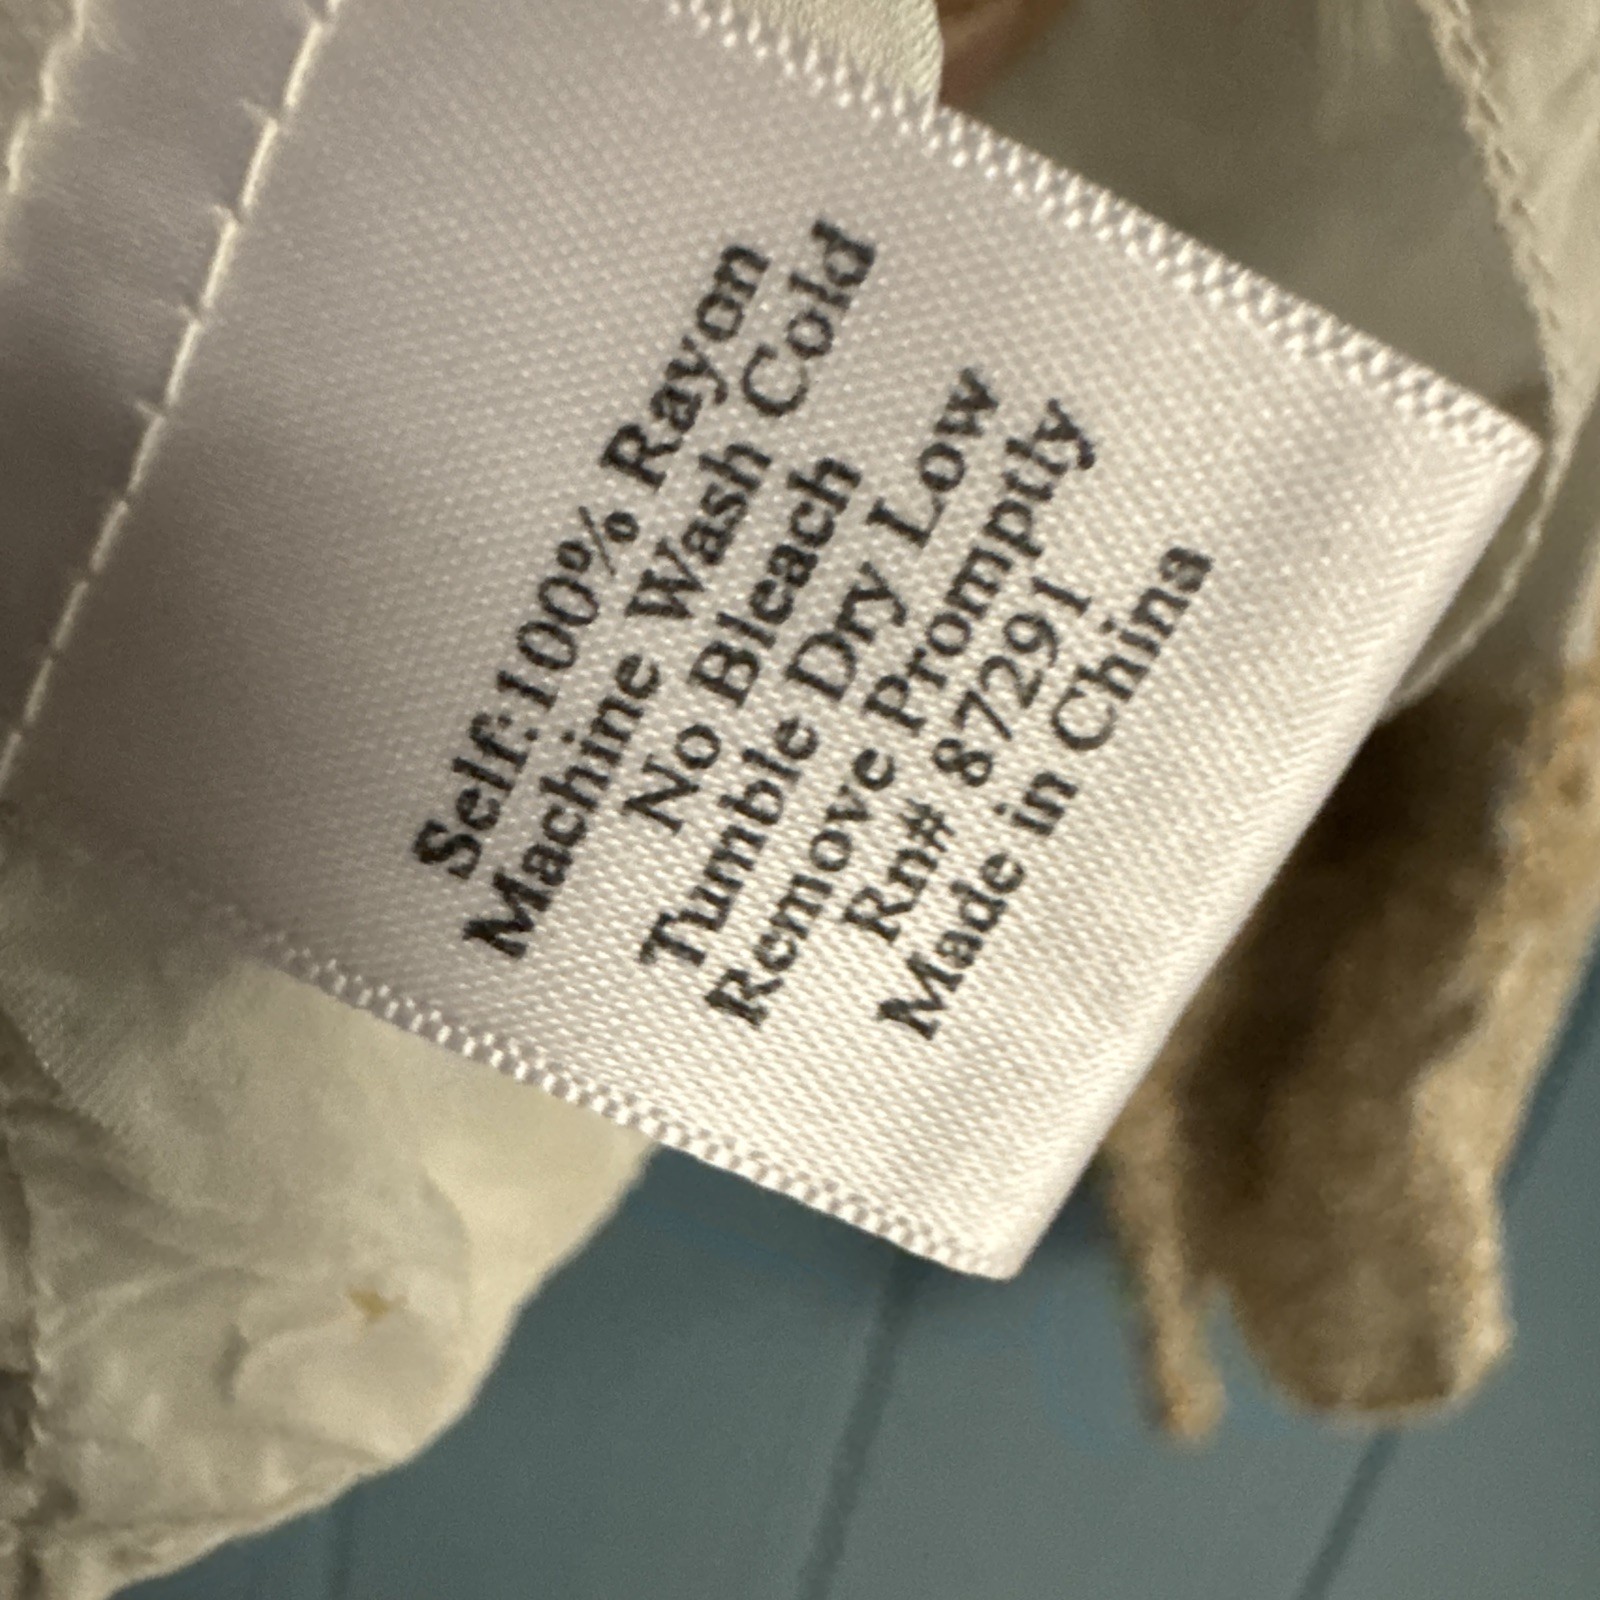 Self:100% Rayon
Machine Wash Cold
No Bleach
Tumble Dry Low
Remove Promptly
Rn# 87291
Made in China